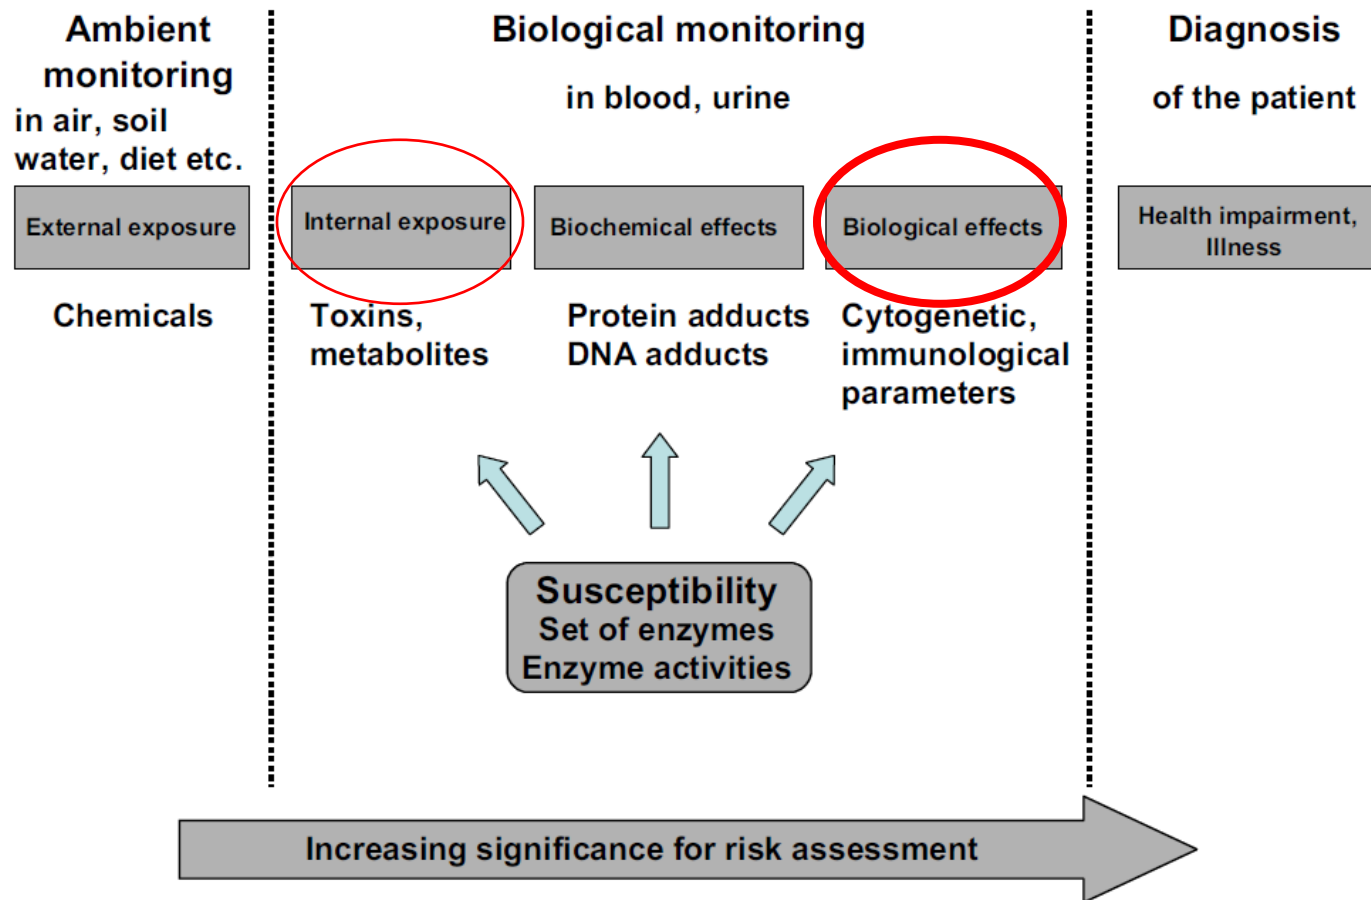 Ambient
monitoring
in air, soil
water, diet etc.
External exposure
Chemicals
Biological monitoring
in blood, urine
Internal exposure
Toxins,
metabolites
Biochemical effects
Protein adducts
DNA adducts
Biological effects
Cytogenetic,
immunological
parameters
Diagnosis
of the patient
Health impairment,
Illness
Susceptibility
Set of enzymes
Enzyme activities
Increasing significance for risk assessment